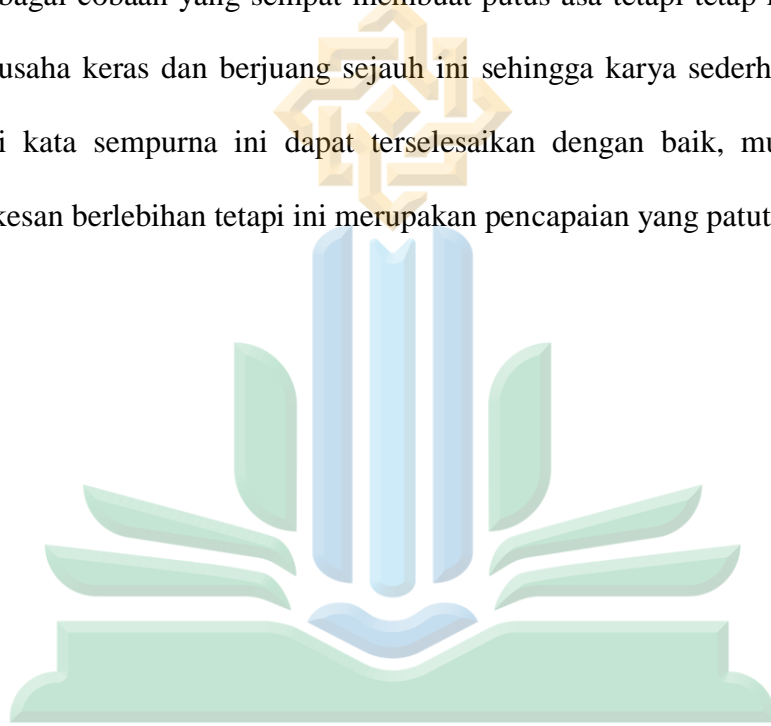 bagai cobaan yang sempat membuat putus asa tetapi tetap
usaha keras dan berjuang sejauh ini sehingga karya sederh
i kata sempurna ini dapat terselesaikan dengan baik, mu
kesan berlebihan tetapi ini merupakan pencapaian yang patut